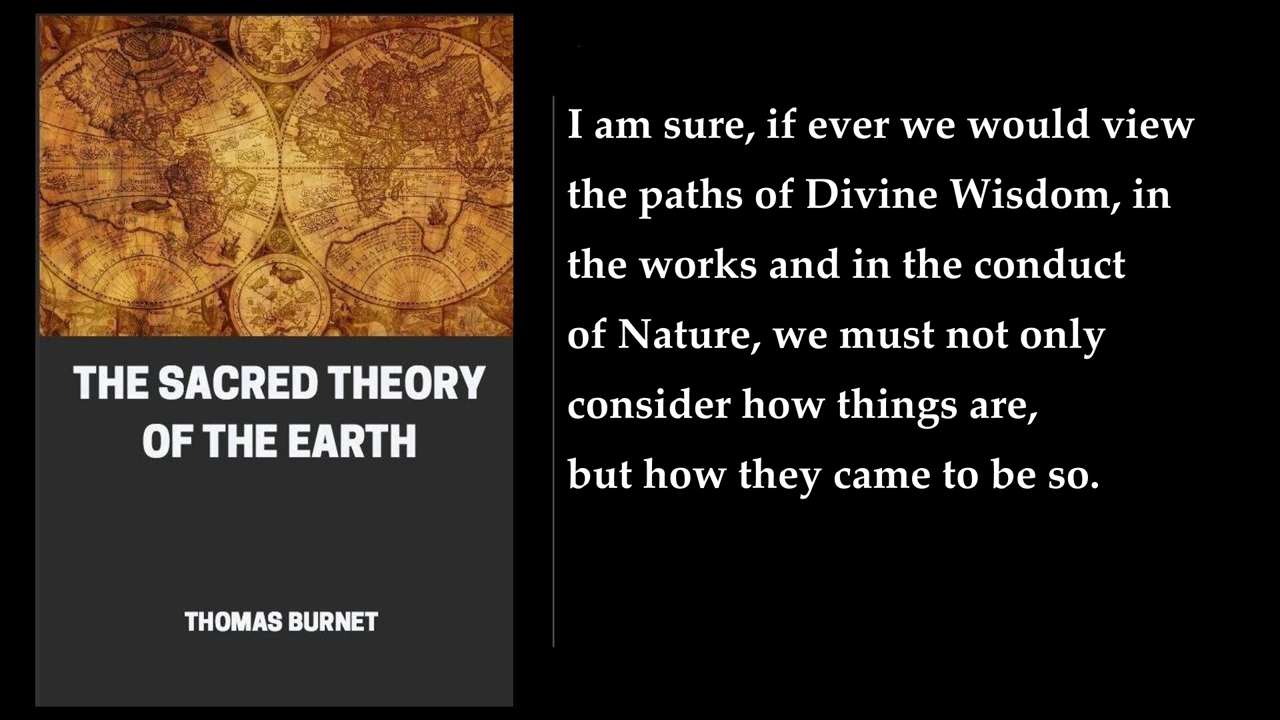 THE SACRED THEORY
OF THE EARTH
THOMAS BURNET
I am sure, if ever we would view
the paths of Divine Wisdom, in
the works and in the conduct
of Nature, we must not only
consider how things are,
but how they came to be so.